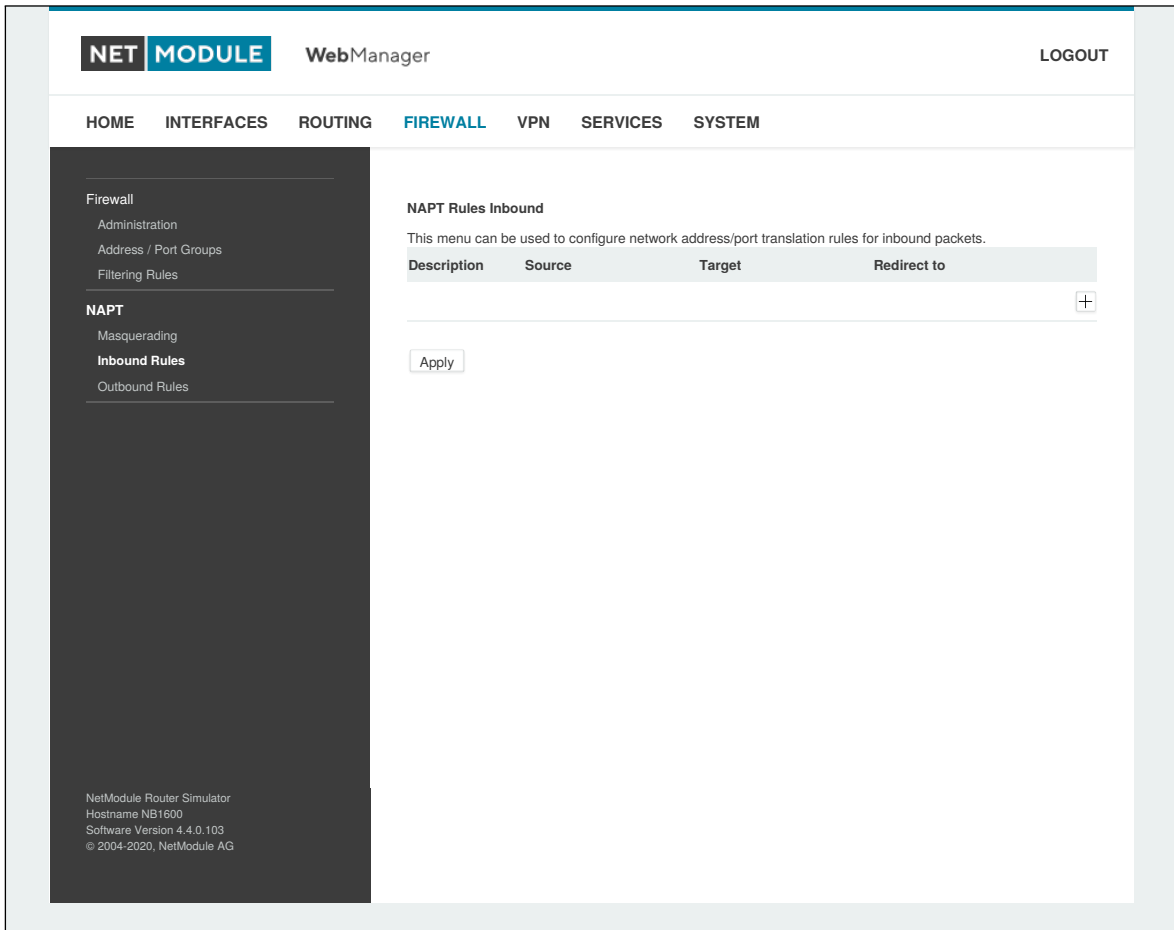 NET MODULE WebManager LOGOUT
HOME INTERFACES ROUTING FIREWALL VPN SERVICES SYSTEM
Firewall
Administration
Address / Port Groups
Filtering Rules
NAPT
Masquerading
Inbound Rules
Outbound Rules
NAPT Rules Inbound
This menu can be used to configure network address/port translation rules for inbound packets.
Description Source Target Redirect to
Apply
NetModule Router Simulator
Hostname NB1600
Software Version 4.4.0.103
© 2004-2020, NetModule AG